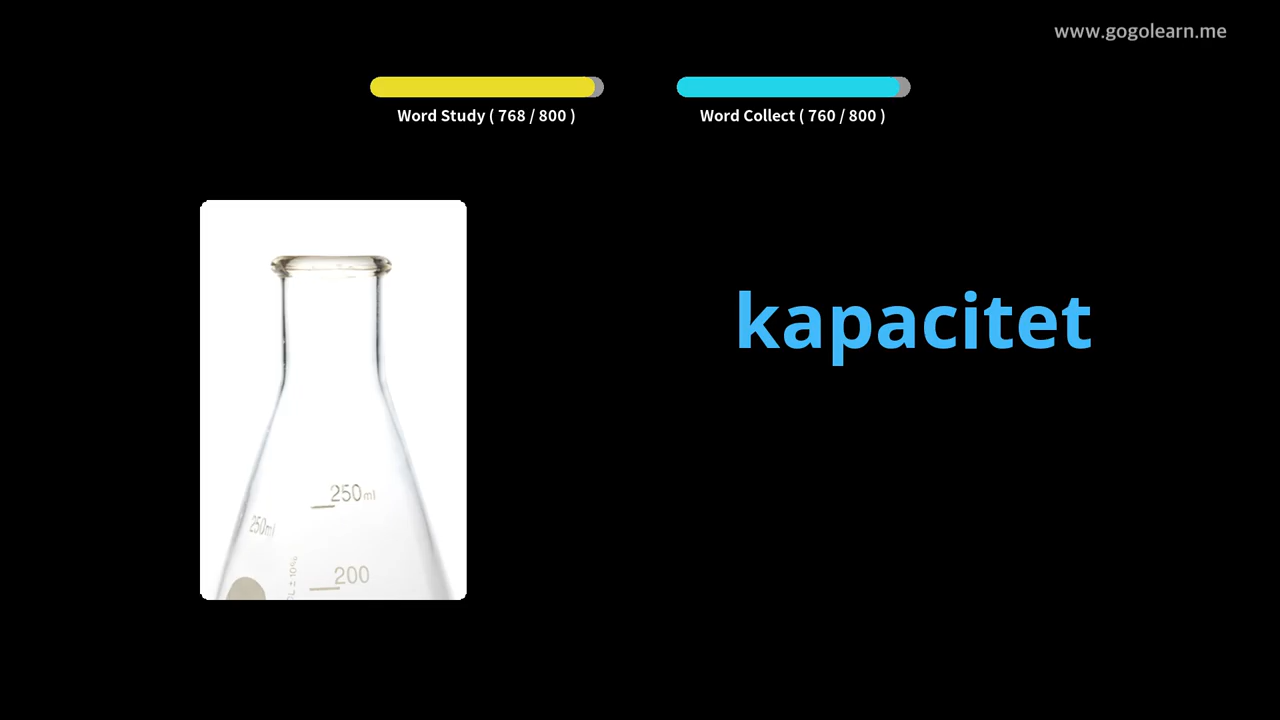 www.gogolearn.me
Word Study ( 768 / 800 )
Word Collect ( 760 / 800 )
kapacitet
250ml
250ml
200